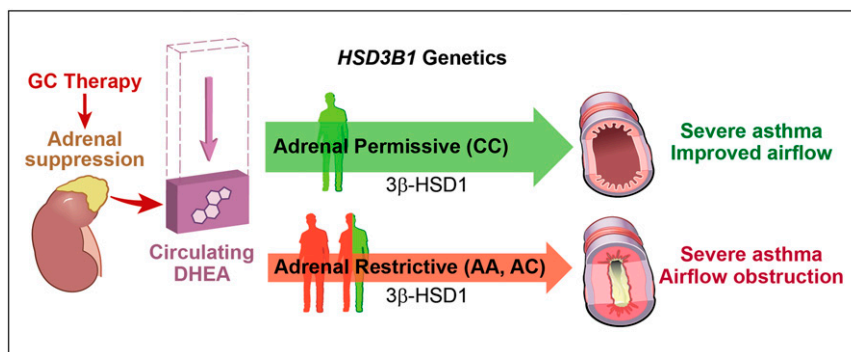 HSD3B1 Genetics
GC Therapy
Adrenal
suppression
Circulating
DHEA
Adrenal Permissive (CC)
3β-HSD1
Severe asthma
Improved airflow
Adrenal Restrictive (AA, AC)
3β-HSD1
Severe asthma
Airflow obstruction